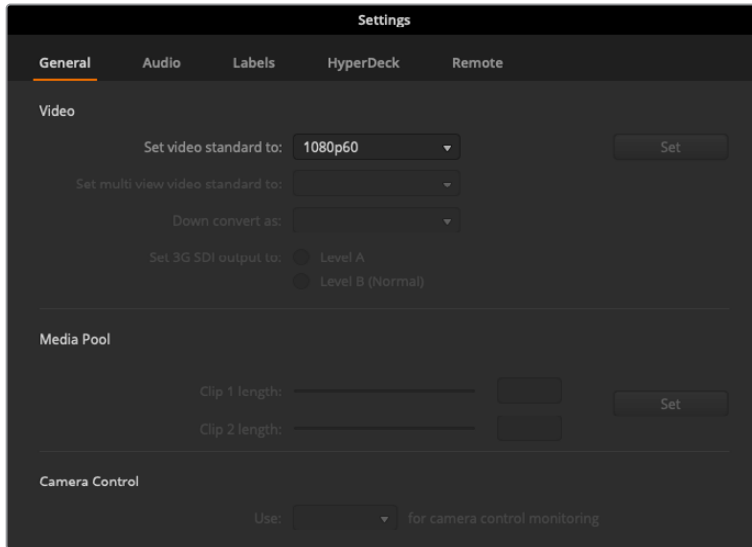 Settings
General Audio Labels HyperDeck Remote
Video
Set video standard to: 1080p60 Set
Set multi view video standard to:
Down convert as:
Set 3G SDI output to: Level A
Level B (Normal)
Media Pool
Clip 1 length:
Set
Clip 2 length:
Camera Control
Use: for camera control monitoring